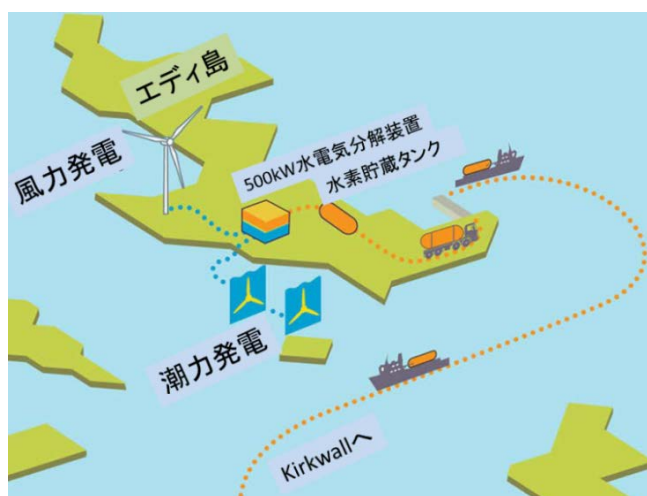 エディ島
風力発電
500kW水電気分解装置
水素貯蔵タンク
潮力発電
Kirkwallへ